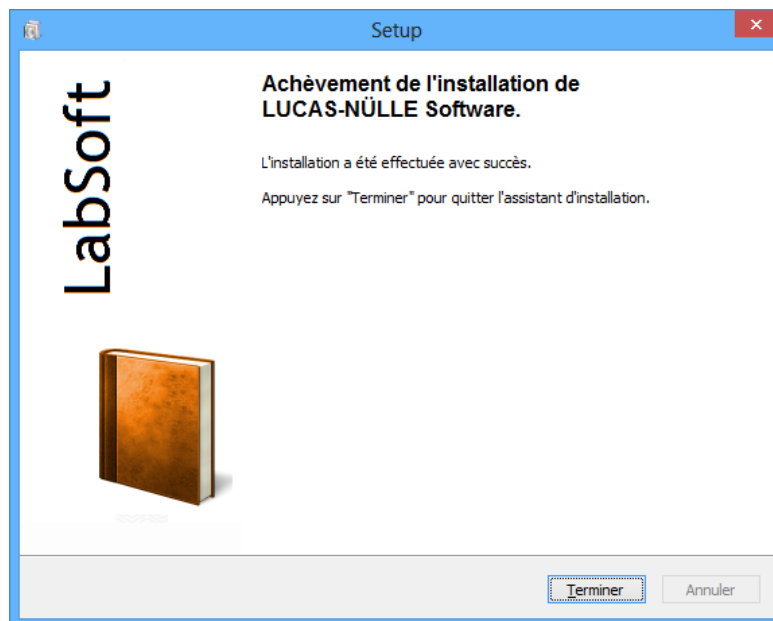 Setup
LabSoft
Achèvement de l'installation de
LUCAS-NÜLLE Software.
L'installation a été effectuée avec succès.
Appuyez sur "Terminer" pour quitter l'assistant d'installation.
Terminer
Annuler